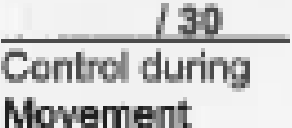 / 30
Control during
Movement